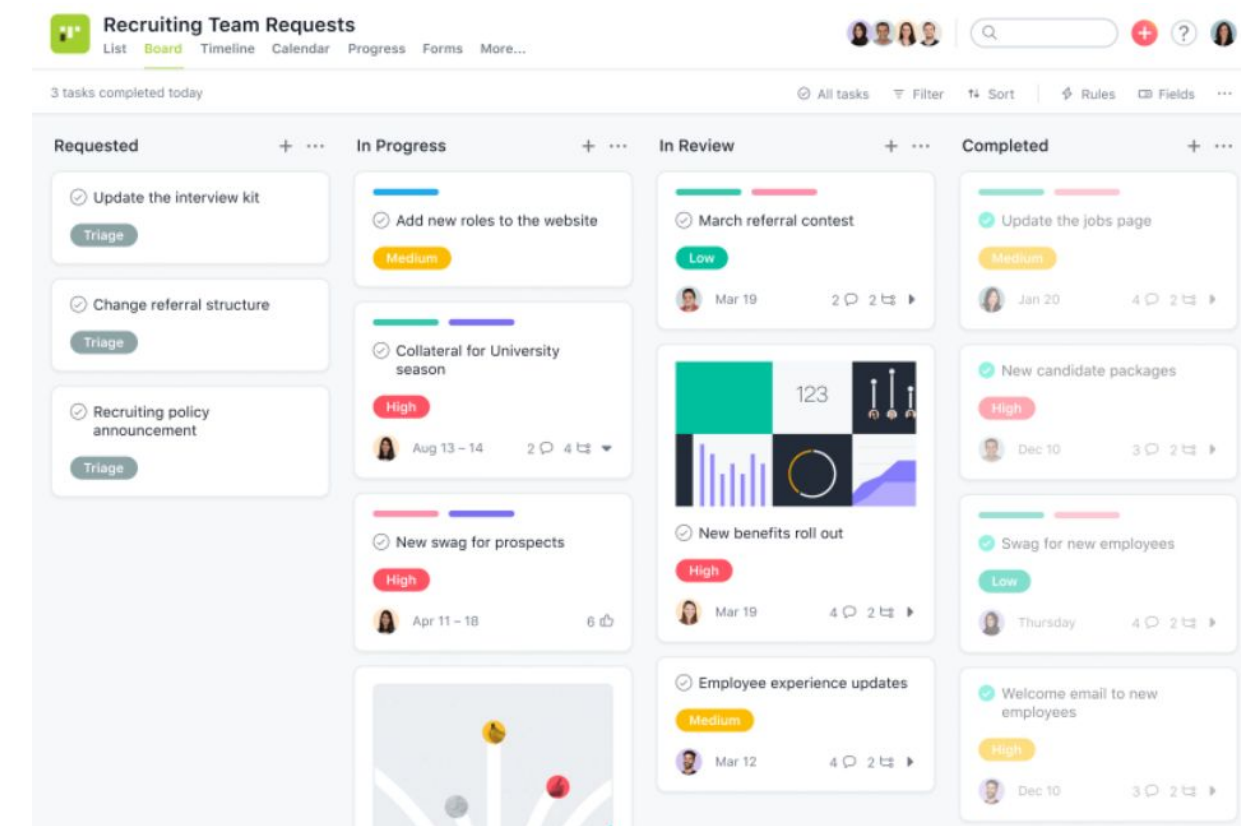 Recruiting Team Requests
List Board Timeline Calendar Progress Forms More...
?
3 tasks completed today
All tasks Filter Sort Rules Fields ...
Requested + ...
Update the interview kit
Triage
Change referral structure
Triage
Recruiting policy
announcement
Triage
In Progress + ...
Add new roles to the website
Medium
Collateral for University
season
High
Aug 13 – 14 2 4
New swag for prospects
High
Apr 11 – 18 6
In Review + ...
March referral contest
Low
Mar 19 2 2
123
New benefits roll out
High
Mar 19 4 2
Employee experience updates
Medium
Mar 12 4 2
Completed + ...
Update the jobs page
Medium
Jan 20 4 2
New candidate packages
High
Dec 10 3 2
Swag for new employees
Low
Thursday 4 2
Welcome email to new
employees
High
Dec 10 3 2